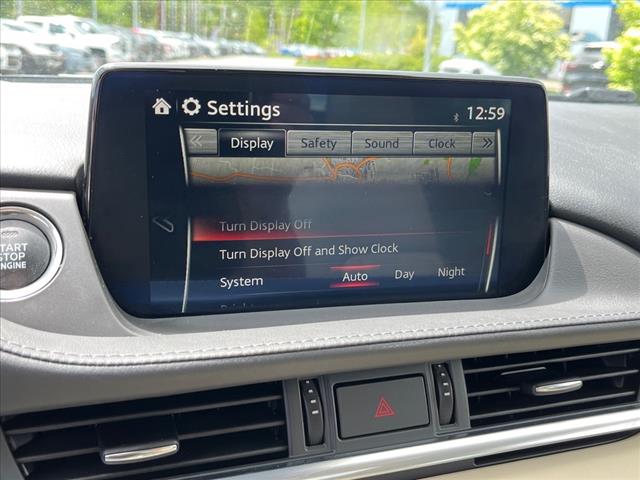 Settings 12:59
Display Safety Sound Clock
Turn Display Off
Turn Display Off and Show Clock
System Auto Day Night
START
STOP
ENGINE